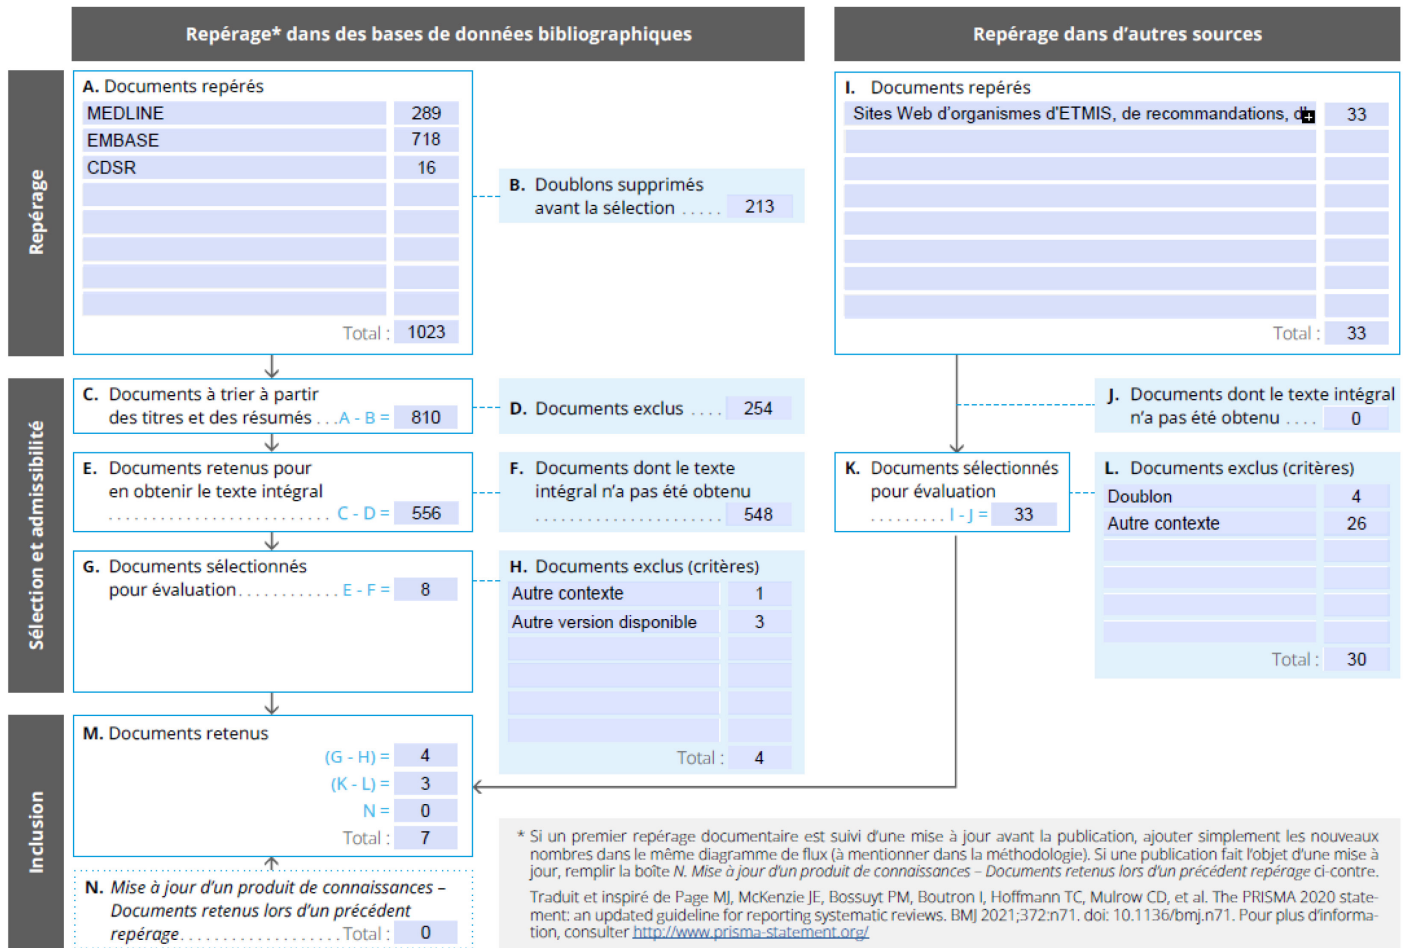 Repérage* dans des bases de données bibliographiques
Repérage dans d'autres sources
Repérage
A. Documents repérés
MEDLINE 289
EMBASE 718
CDSR 16
Total : 1023
B. Doublons supprimés
avant la sélection ..... 213
I. Documents repérés
Sites Web d'organismes d'ETMIS, de recommandations, 33
Total : 33
Sélection et admissibilité
C. Documents à trier à partir
des titres et des résumés ...A - B = 810
D. Documents exclus .... 254
J. Documents dont le texte intégral
n'a pas été obtenu .... 0
E. Documents retenus pour
en obtenir le texte intégral
.......................... C - D = 556
F. Documents dont le texte
intégral n'a pas été obtenu
...................... 548
K. Documents sélectionnés
pour évaluation
......... I - J = 33
L. Documents exclus (critères)
Doublon 4
Autre contexte 26
Total : 30
G. Documents sélectionnés
pour évaluation............ E - F = 8
H. Documents exclus (critères)
Autre contexte 1
Autre version disponible 3
Total : 4
Inclusion
M. Documents retenus
(G - H) = 4
(K - L) = 3
N = 0
Total : 7
N. Mise à jour d'un produit de connaissances –
Documents retenus lors d'un précédent
repérage.................... Total : 0
* Si un premier repérage documentaire est suivi d'une mise à jour avant la publication, ajouter simplement les nouveaux
nombres dans le même diagramme de flux (à mentionner dans la méthodologie). Si une publication fait l'objet d'une mise à
jour, remplir la boîte N. Mise à jour d'un produit de connaissances – Documents retenus lors d'un précédent repérage ci-contre.
Traduit et inspiré de Page MJ, McKenzie JE, Bossuyt PM, Boutron I, Hoffmann TC, Mulrow CD, et al. The PRISMA 2020 state-
ment: an updated guideline for reporting systematic reviews. BMJ 2021;372:n71. doi: 10.1136/bmj.n71. Pour plus d'informa-
tion, consulter http://www.prisma-statement.org/